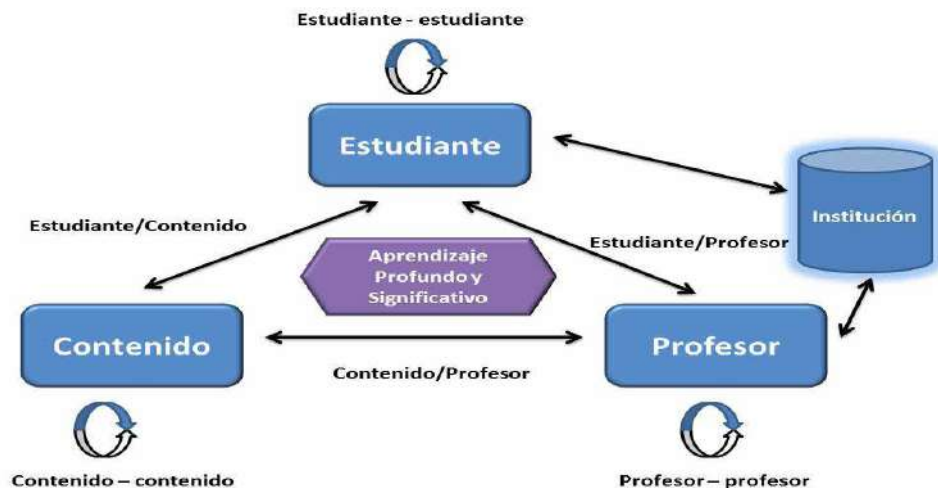 Estudiante - estudiante
Estudiante
Institución
Estudiante/Contenido
Estudiante/Profesor
Aprendizaje
Profundo y
Significativo
Contenido
Profesor
Contenido/Profesor
Contenido – contenido
Profesor – profesor